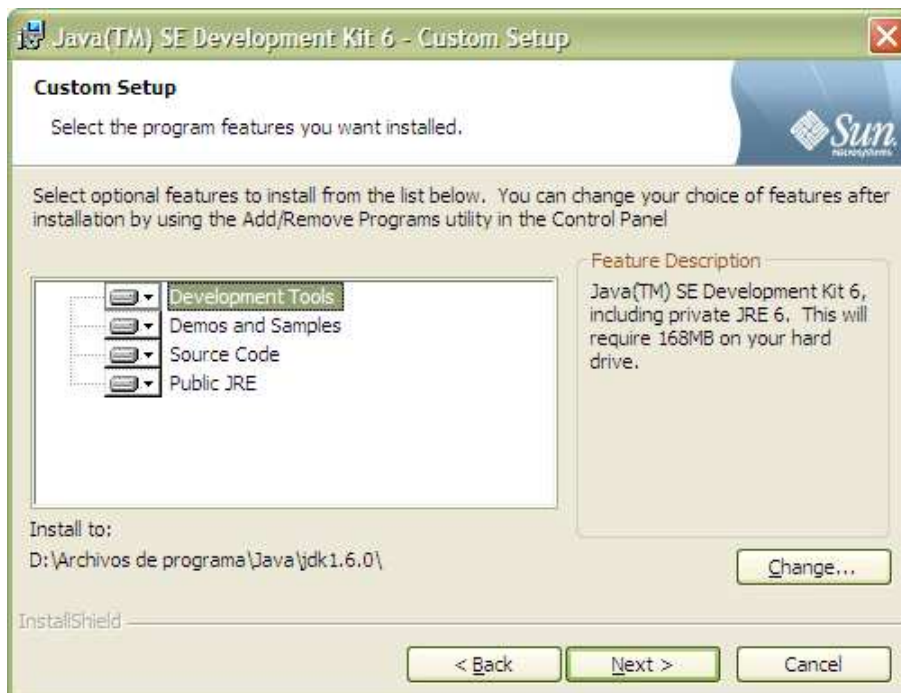 Java(TM) SE Development Kit 6 - Custom Setup
Custom Setup
Select the program features you want installed.
Sun
microsystems
Select optional features to install from the list below. You can change your choice of features after
installation by using the Add/Remove Programs utility in the Control Panel
Development Tools
Demos and Samples
Source Code
Public JRE
Feature Description
Java(TM) SE Development Kit 6,
including private JRE 6. This will
require 168MB on your hard
drive.
Install to:
D:\Archivos de programa\Java\jdk1.6.0\
Change...
InstallShield
< Back
Next >
Cancel